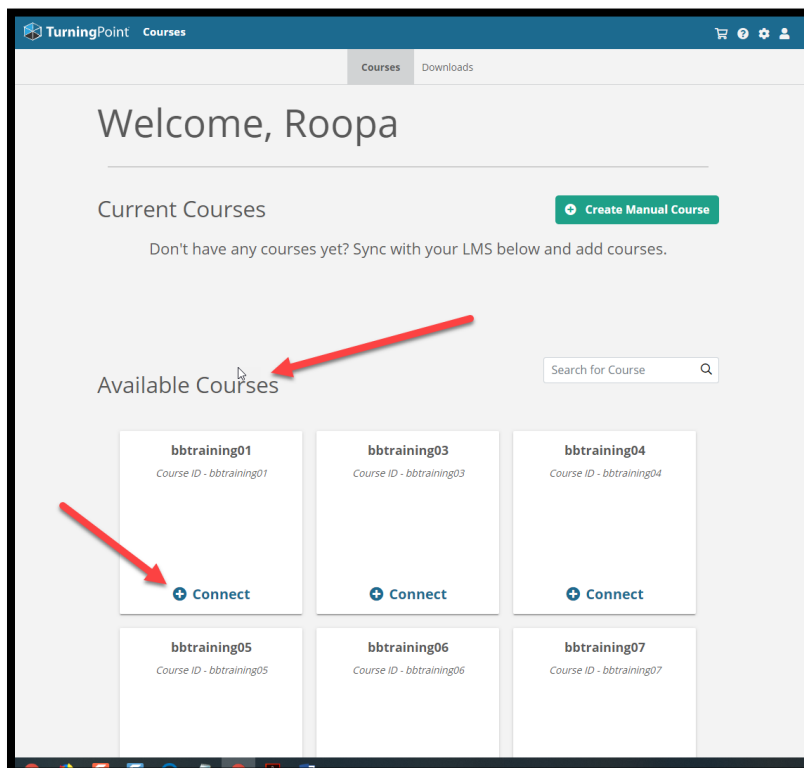 TurningPoint Courses
Courses Downloads
Welcome, Roopa
Current Courses
Create Manual Course
Don't have any courses yet? Sync with your LMS below and add courses.
Available Courses
Search for Course
bbtraining01 bbtraining03 bbtraining04
Course ID - bbtraining01 Course ID - bbtraining03 Course ID - bbtraining04
Connect Connect Connect
bbtraining05 bbtraining06 bbtraining07
Course ID - bbtraining05 Course ID - bbtraining06 Course ID - bbtraining07